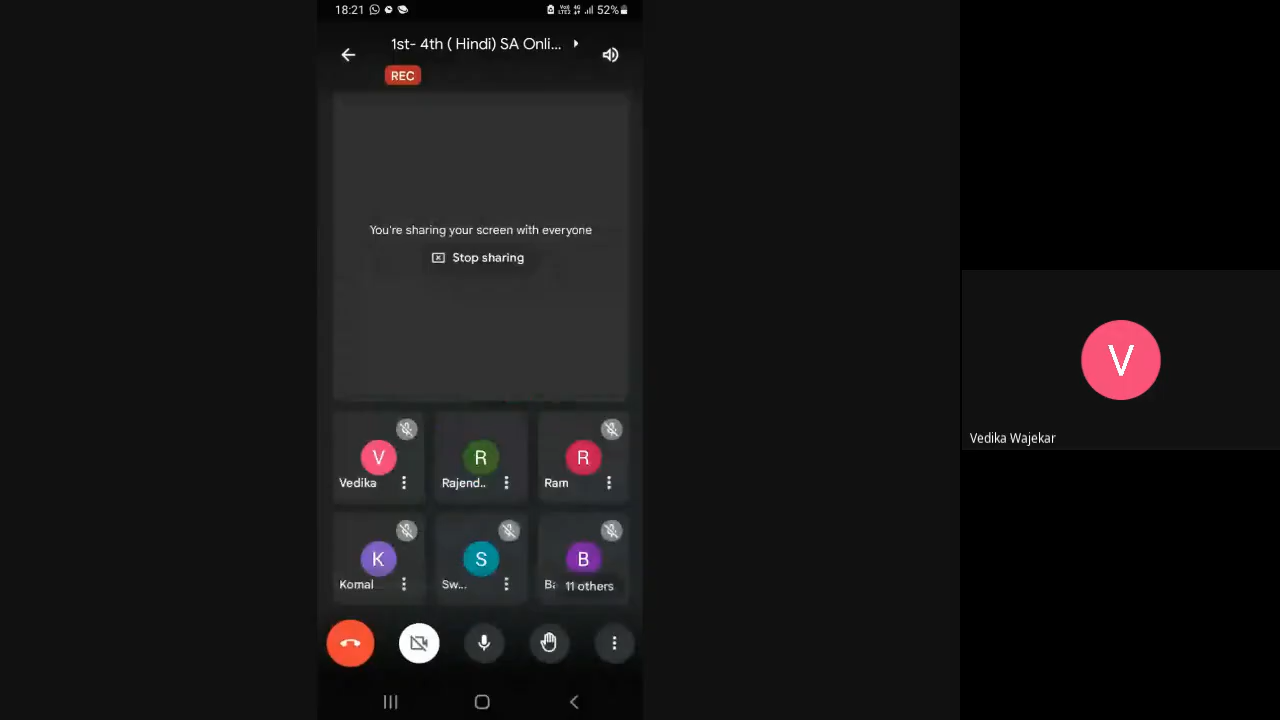 18:21 52%
1st- 4th ( Hindi) SA Onli...
REC
You're sharing your screen with everyone
Stop sharing
V
Vedika
R
Rajend..
R
Ram
K
Komal
S
Sw...
B
11 others
V
Vedika Wajekar